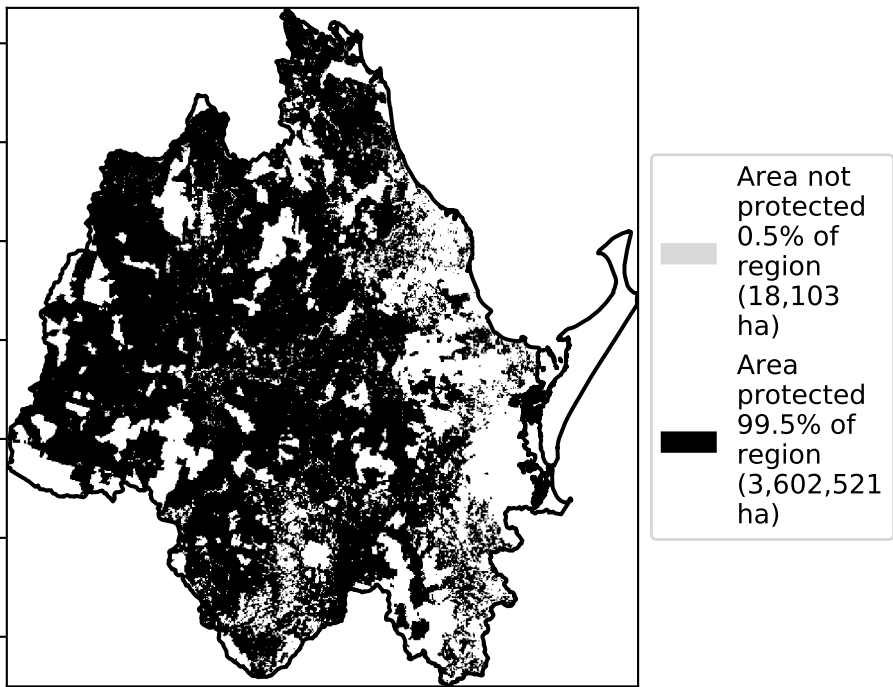 Area not
protected
0.5% of
region
(18,103
ha)
Area
protected
99.5% of
region
(3,602,521
ha)